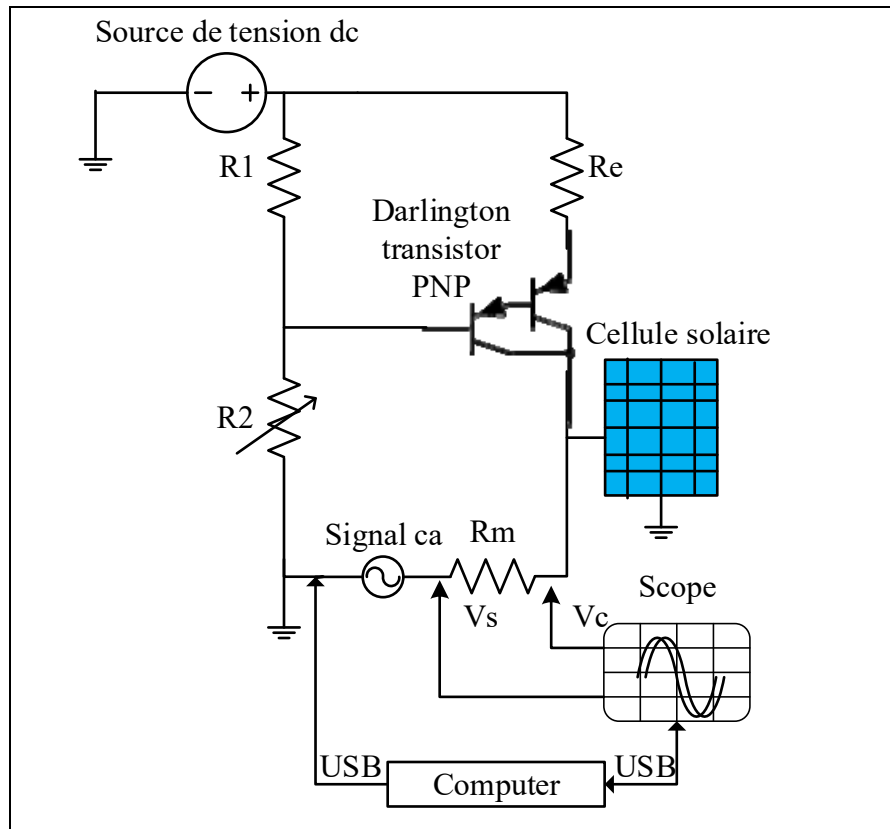 Source de tension dc
R1
Re
Darlington
transistor
PNP
Cellule solaire
R2
Signal ca
Rm
Scope
Vs
Vc
USB
USB
Computer